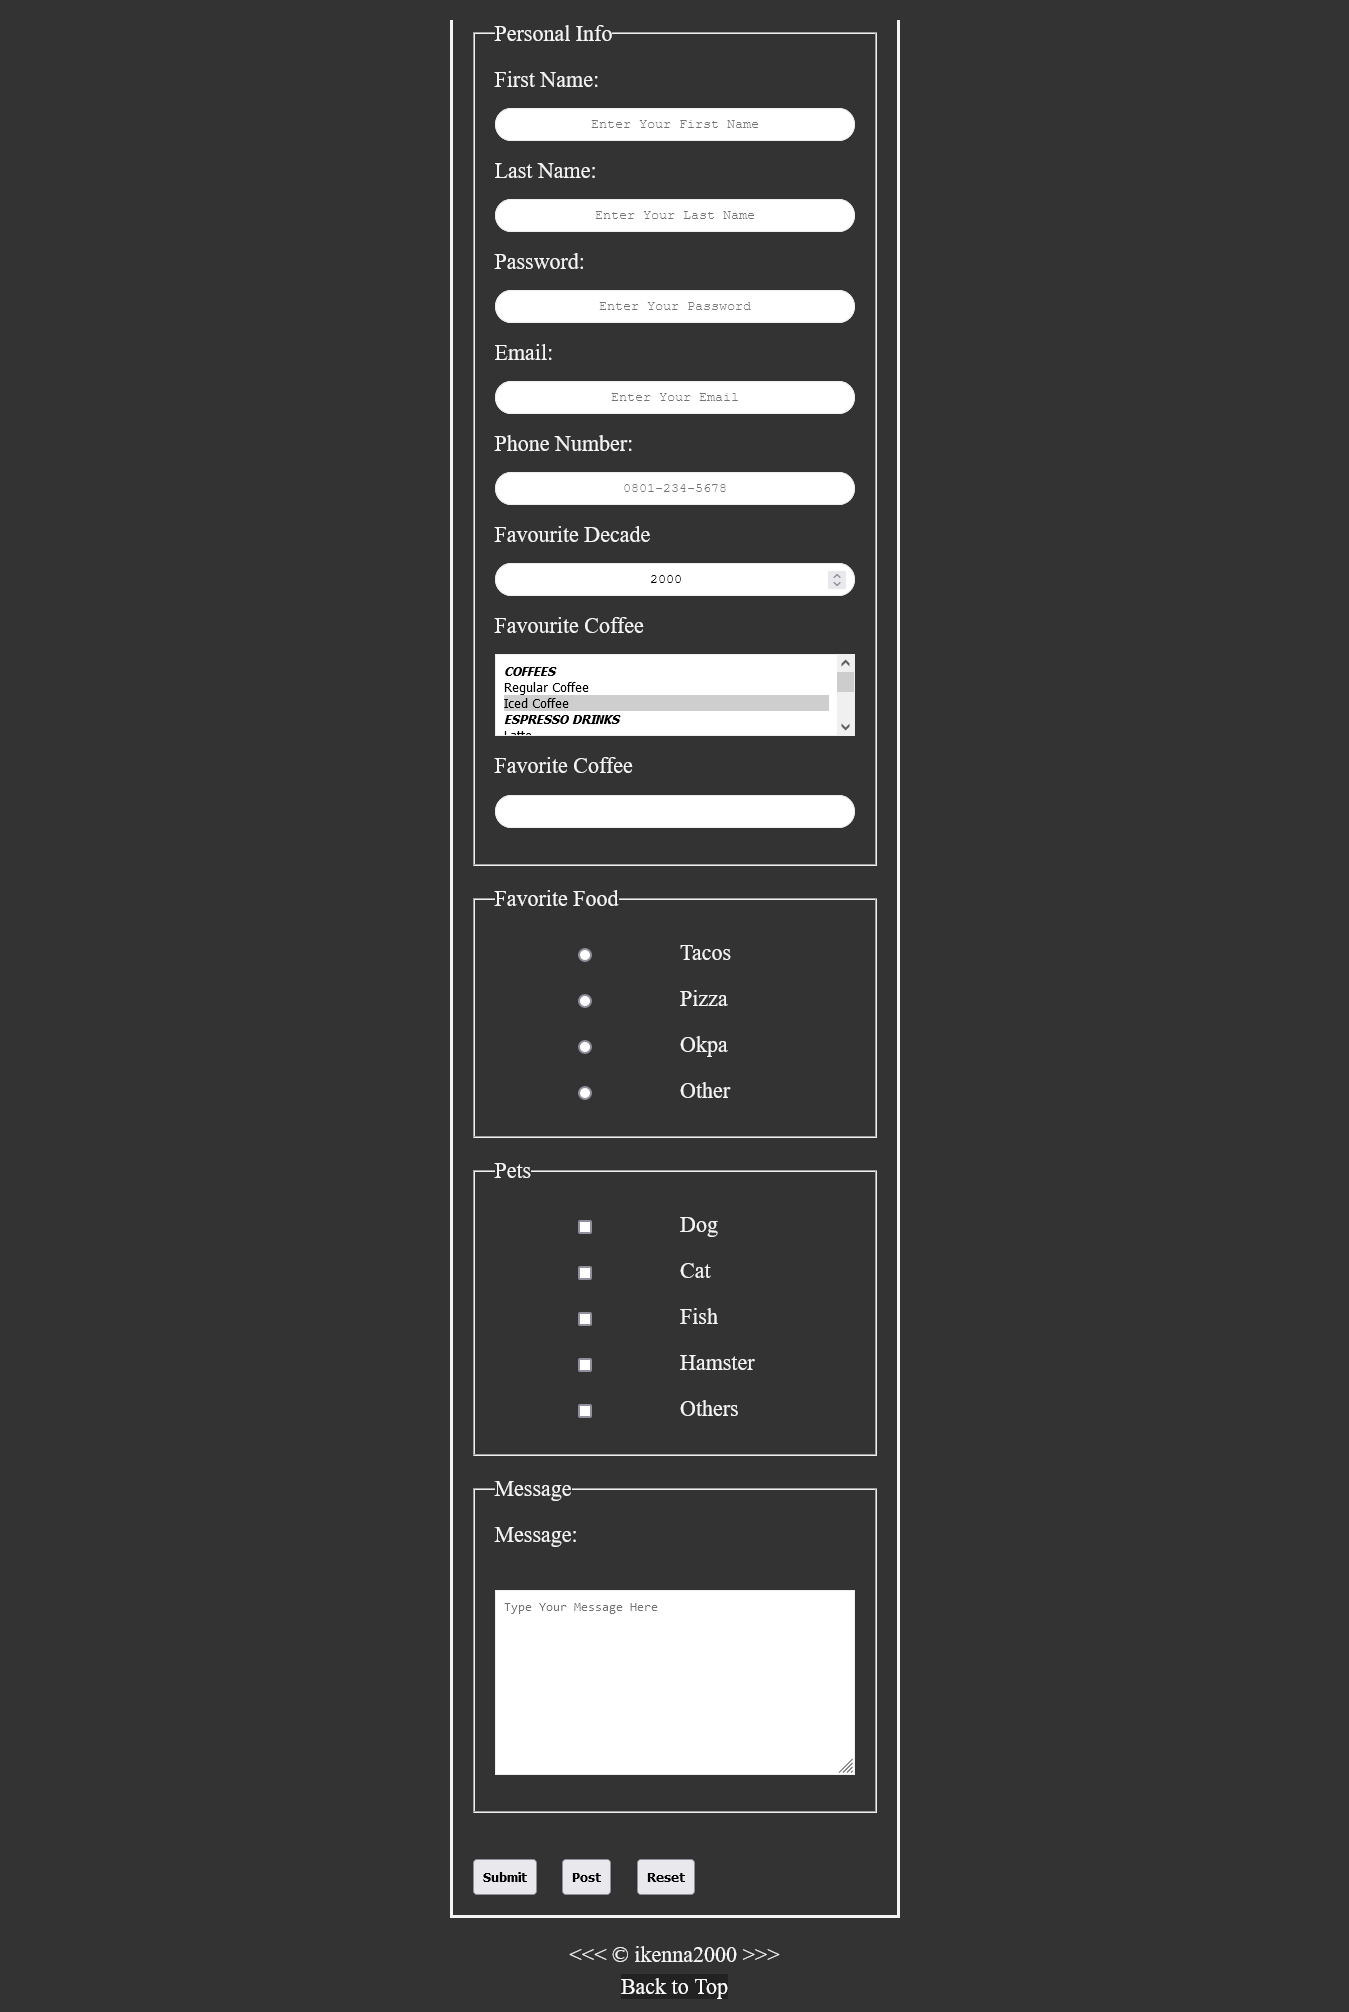 Personal Info
First Name:
Enter Your First Name
Last Name:
Enter Your Last Name
Password:
Enter Your Password
Email:
Enter Your Email
Phone Number:
0801-234-5678
Favourite Decade
2000
Favourite Coffee
COFFEES
Regular Coffee
Iced Coffee
ESPRESSO DRINKS
Latte
Favorite Coffee
Favorite Food
Tacos
Pizza
Okpa
Other
Pets
Dog
Cat
Fish
Hamster
Others
Message
Message:
Type Your Message Here
Submit Post Reset
<<< © ikenna2000 >>>
Back to Top